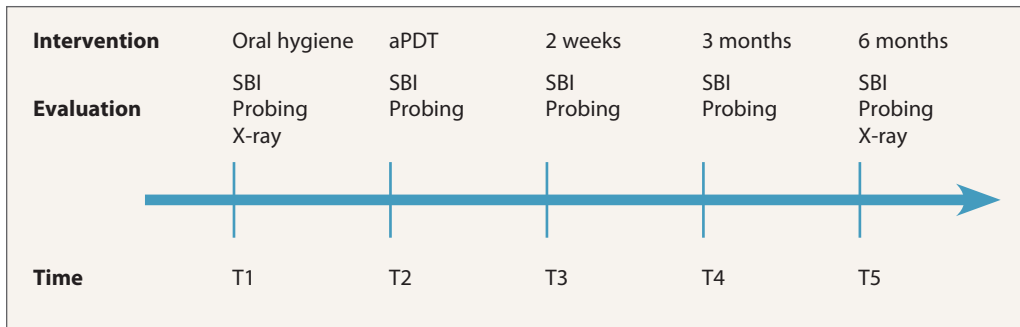 Intervention Oral hygiene aPDT 2 weeks 3 months 6 months
SBI SBI SBI SBI SBI
Evaluation Probing Probing Probing Probing Probing
X-ray X-ray
Time T1 T2 T3 T4 T5